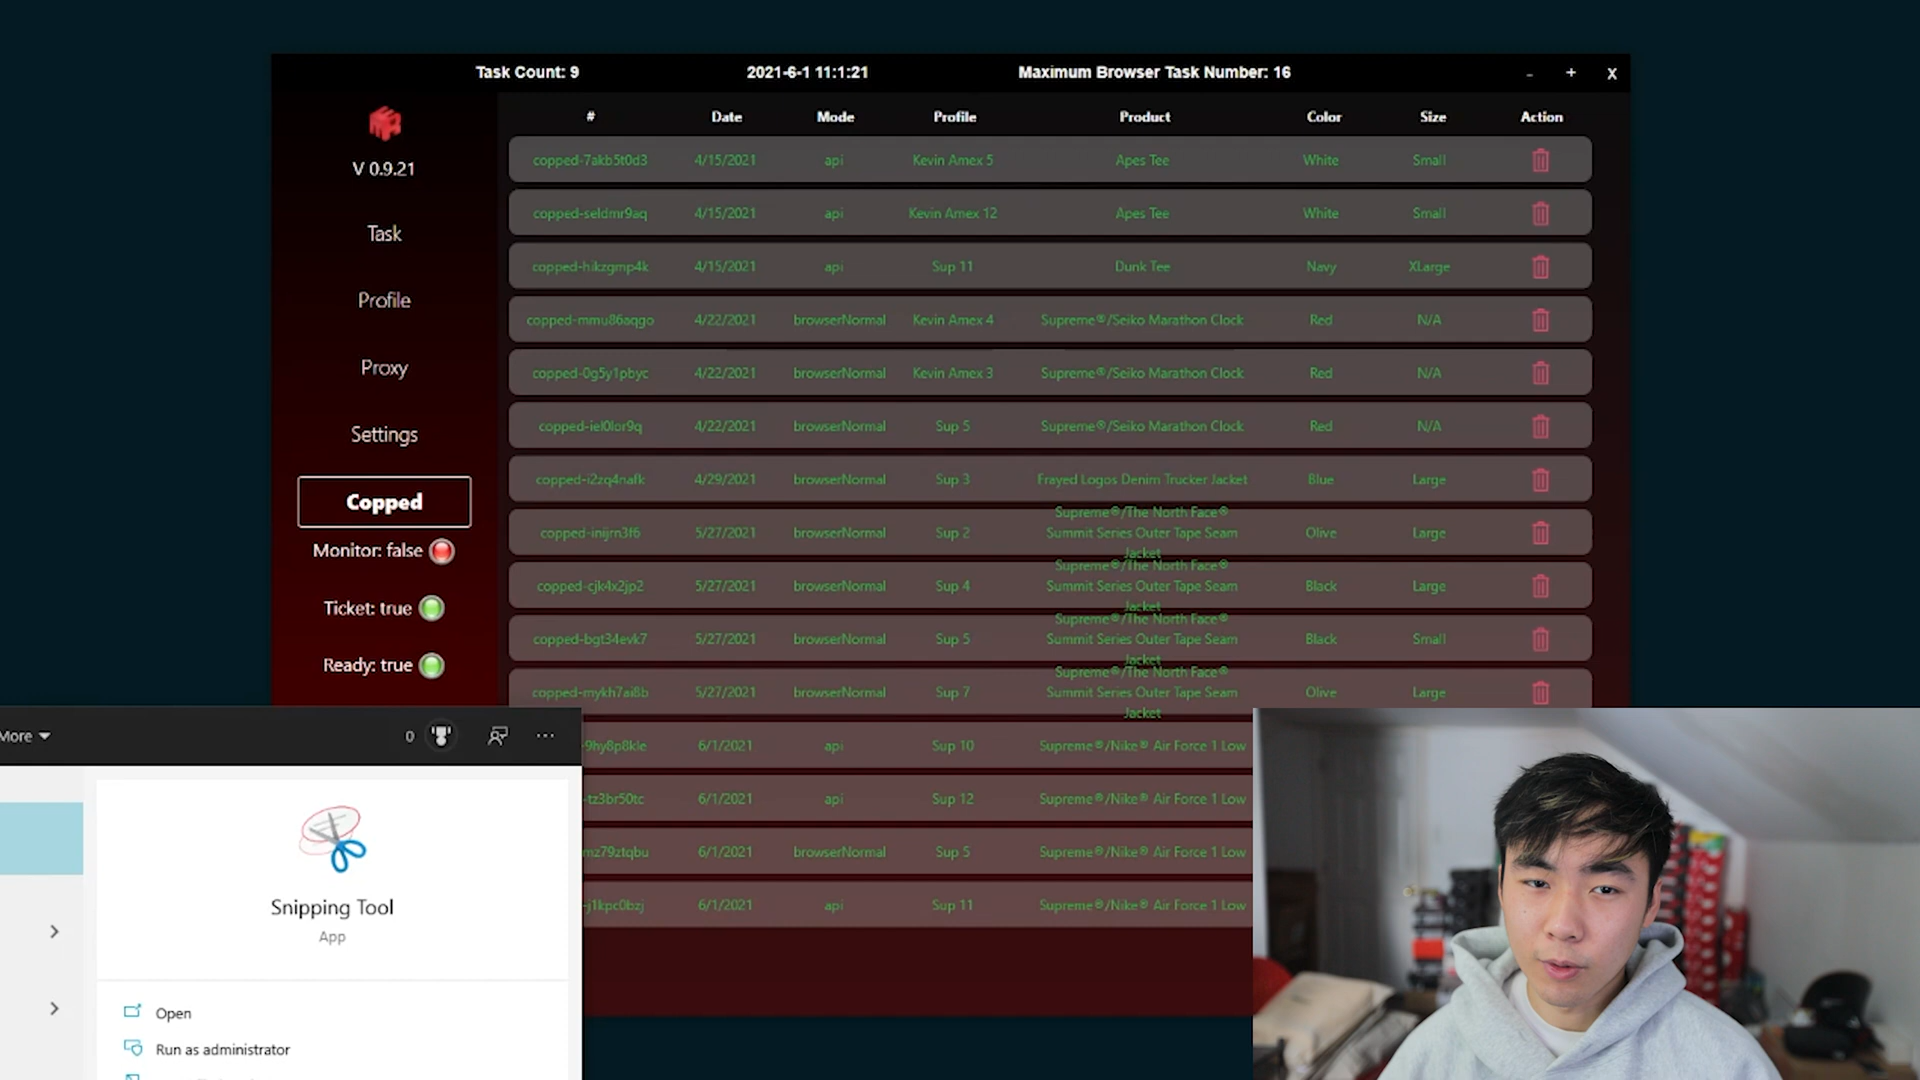 Task Count: 9 2021-6-1 11:1:21 Maximum Browser Task Number: 16 - + X
# Date Mode Profile Product Color Size Action
V 0.9.21
Task
Profile
Proxy
Settings
Copped
Monitor: false
Ticket: true
Ready: true
copped-7akb5t0d3 4/15/2021 api Kevin Amex 5 Apes Tee White Small
copped-seldmr9aq 4/15/2021 api Kevin Amex 12 Apes Tee White Small
copped-hikzgmp4k 4/15/2021 api Sup 11 Dunk Tee Navy XLarge
copped-mmu86aqgo 4/22/2021 browserNormal Kevin Amex 4 Supreme®/Seiko Marathon Clock Red N/A
copped-0g5y1pbyc 4/22/2021 browserNormal Kevin Amex 3 Supreme®/Seiko Marathon Clock Red N/A
copped-iel0lor9q 4/22/2021 browserNormal Sup 5 Supreme®/Seiko Marathon Clock Red N/A
copped-i2zq4nafk 4/29/2021 browserNormal Sup 3 Frayed Logos Denim Trucker Jacket Blue Large
Supreme®/The North Face®
copped-inijrn3f6 5/27/2021 browserNormal Sup 2 Summit Series Outer Tape Seam Olive Large
Jacket
Supreme®/The North Face®
copped-cjk4x2jp2 5/27/2021 browserNormal Sup 4 Summit Series Outer Tape Seam Black Large
Jacket
Supreme®/The North Face®
copped-bgt34evk7 5/27/2021 browserNormal Sup 5 Summit Series Outer Tape Seam Black Small
Jacket
Supreme®/The North Face®
copped-mykh7ai8b 5/27/2021 browserNormal Sup 7 Summit Series Outer Tape Seam Olive Large
Jacket
-9hy8p8kle 6/1/2021 api Sup 10 Supreme®/Nike® Air Force 1 Low
-tz3br50tc 6/1/2021 api Sup 12 Supreme®/Nike® Air Force 1 Low
mz79ztqbu 6/1/2021 browserNormal Sup 5 Supreme®/Nike® Air Force 1 Low
-j1kpc0bzj 6/1/2021 api Sup 11 Supreme®/Nike® Air Force 1 Low
More 0 ...
Snipping Tool
App
Open
Run as administrator